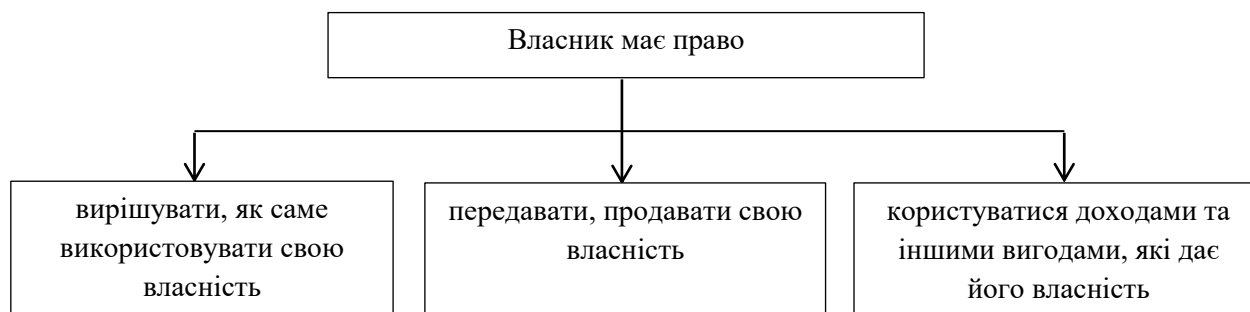 Власник має право
вирішувати, як саме
використовувати свою
власність
передавати, продавати свою
власність
користуватися доходами та
іншими вигодами, які дає
його власність